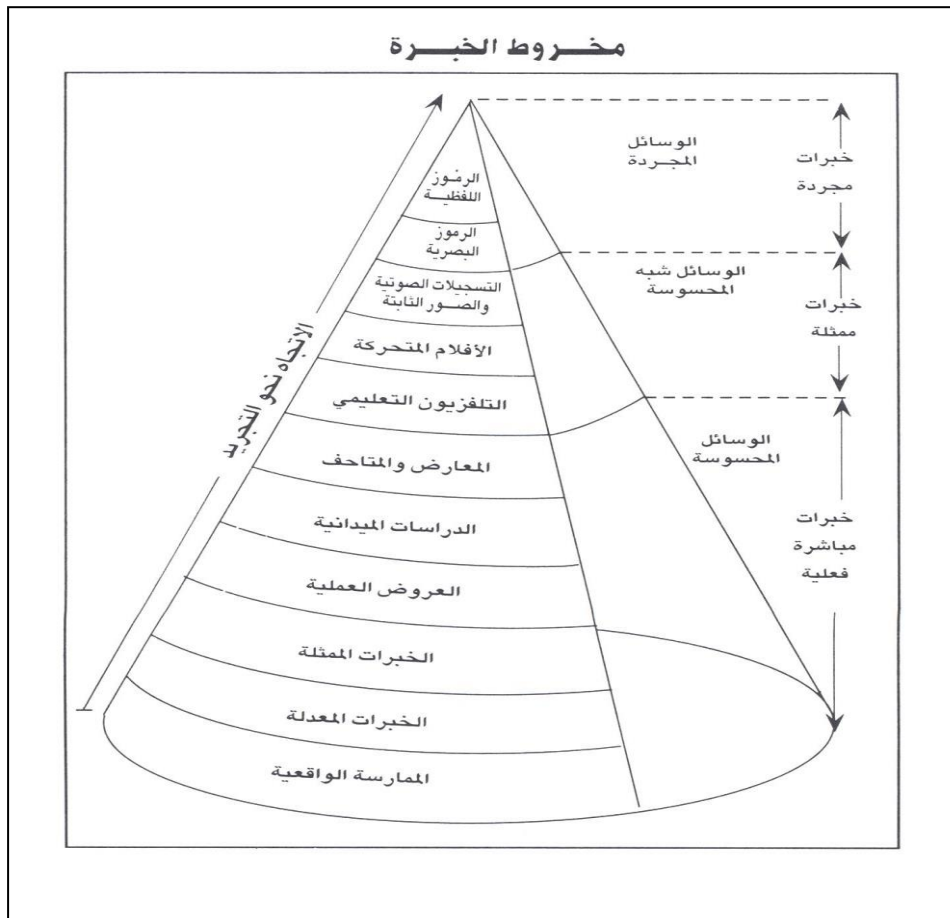 مخروط الخبرة
الوسائل
المجردة
خبرات
مجردة
الرموز
اللفظية
الرموز
البصرية
الوسائل شبه
المحسوسة
خبرات
ممثلة
التسجيلات الصوتية
والصور الثابتة
الأفلام المتحركة
التلفزيون التعليمي
الاتجاه نحو التجريد
الوسائل
المحسوسة
المعارض والمتاحف
خبرات
مباشرة
فعلية
الدراسات الميدانية
العروض العملية
الخبرات الممثلة
الخبرات المعدلة
الممارسة الواقعية